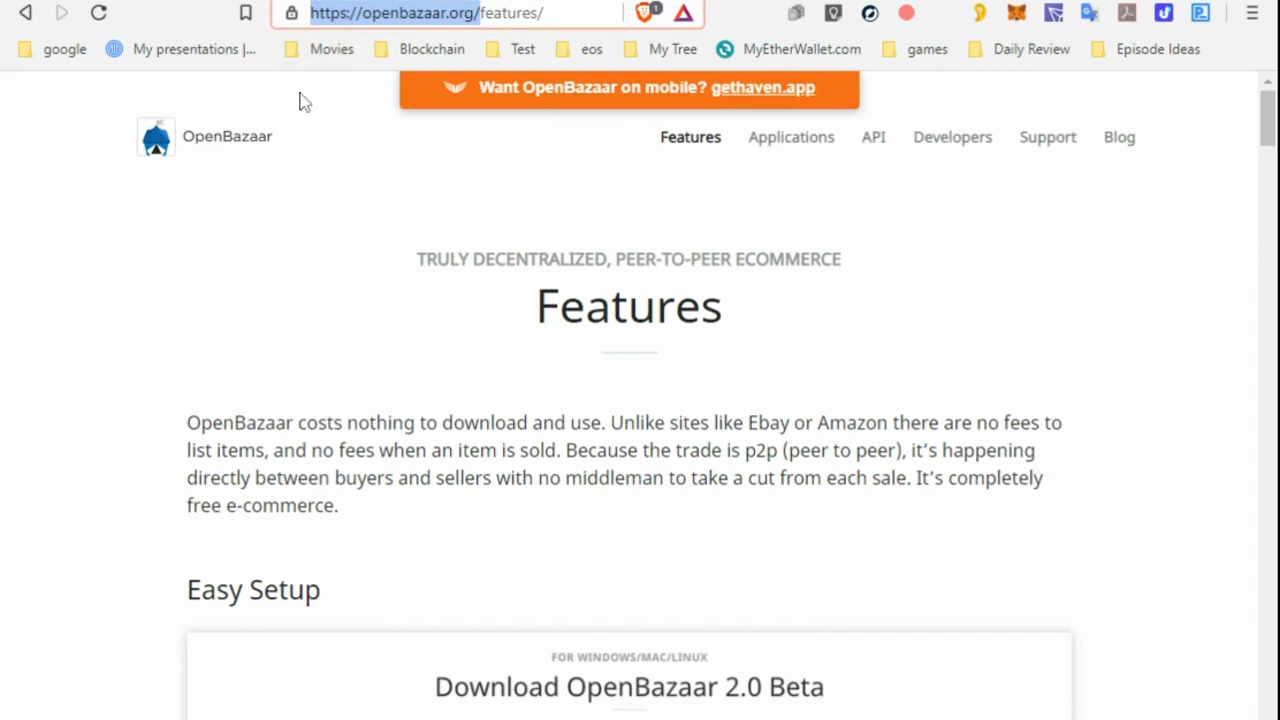 https://openbazaar.org/features/
1
google
My presentations |...
Movies
Blockchain
Test
eos
My Tree
MyEtherWallet.com
games
Daily Review
Episode Ideas
Want OpenBazaar on mobile? gethaven.app
OpenBazaar
Features
Applications
API
Developers
Support
Blog
TRULY DECENTRALIZED, PEER-TO-PEER ECOMMERCE
Features
OpenBazaar costs nothing to download and use. Unlike sites like Ebay or Amazon there are no fees to
list items, and no fees when an item is sold. Because the trade is p2p (peer to peer), it's happening
directly between buyers and sellers with no middleman to take a cut from each sale. It's completely
free e-commerce.
Easy Setup
FOR WINDOWS/MAC/LINUX
Download OpenBazaar 2.0 Beta